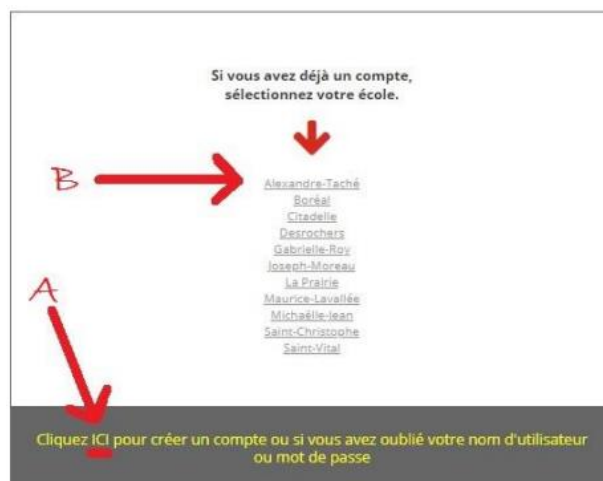 Si vous avez déjà un compte,
sélectionnez votre école.
B
Alexandre-Taché
Boréal
Citadelle
Desrochers
Gabrielle-Roy
Joseph-Moreau
La Prairie
Maurice-Lavallée
Michaëlle-Jean
Saint-Christophe
Saint-Vital
A
Cliquez ICI pour créer un compte ou si vous avez oublié votre nom d'utilisateur
ou mot de passe